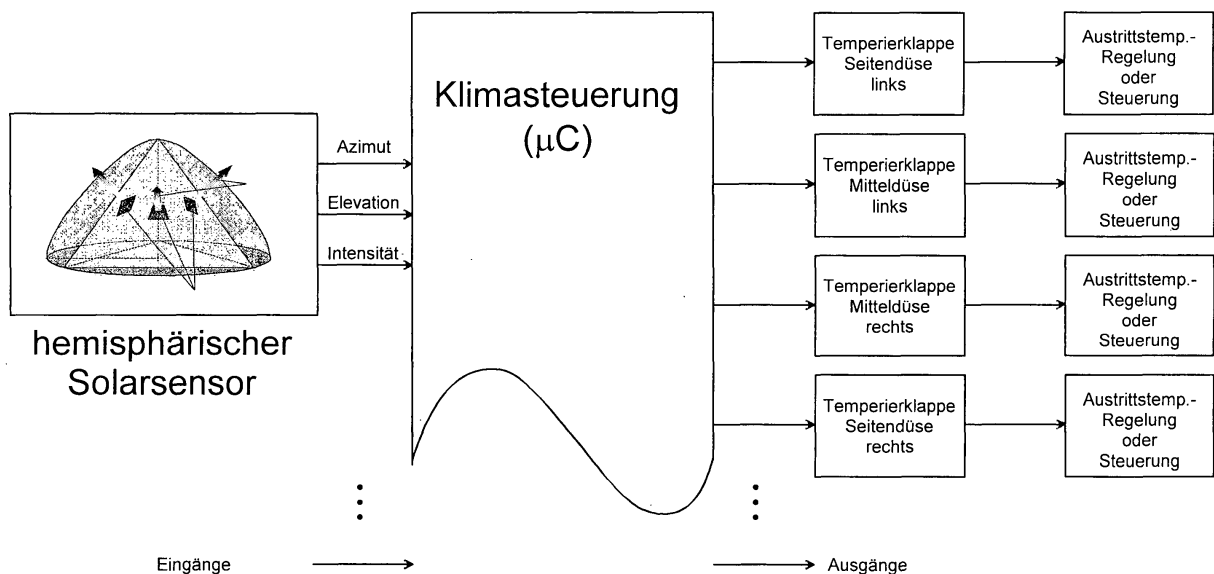 Azimut
Elevation
Intensität
hemisphärischer
Solarsensor
Klimasteuerung
(µC)
Temperierklappe
Seitendüse
links
Austrittstemp.-
Regelung
oder
Steuerung
Temperierklappe
Mitteldüse
links
Austrittstemp.-
Regelung
oder
Steuerung
Temperierklappe
Mitteldüse
rechts
Austrittstemp.-
Regelung
oder
Steuerung
Temperierklappe
Seitendüse
rechts
Austrittstemp.-
Regelung
oder
Steuerung
Eingänge
Ausgänge